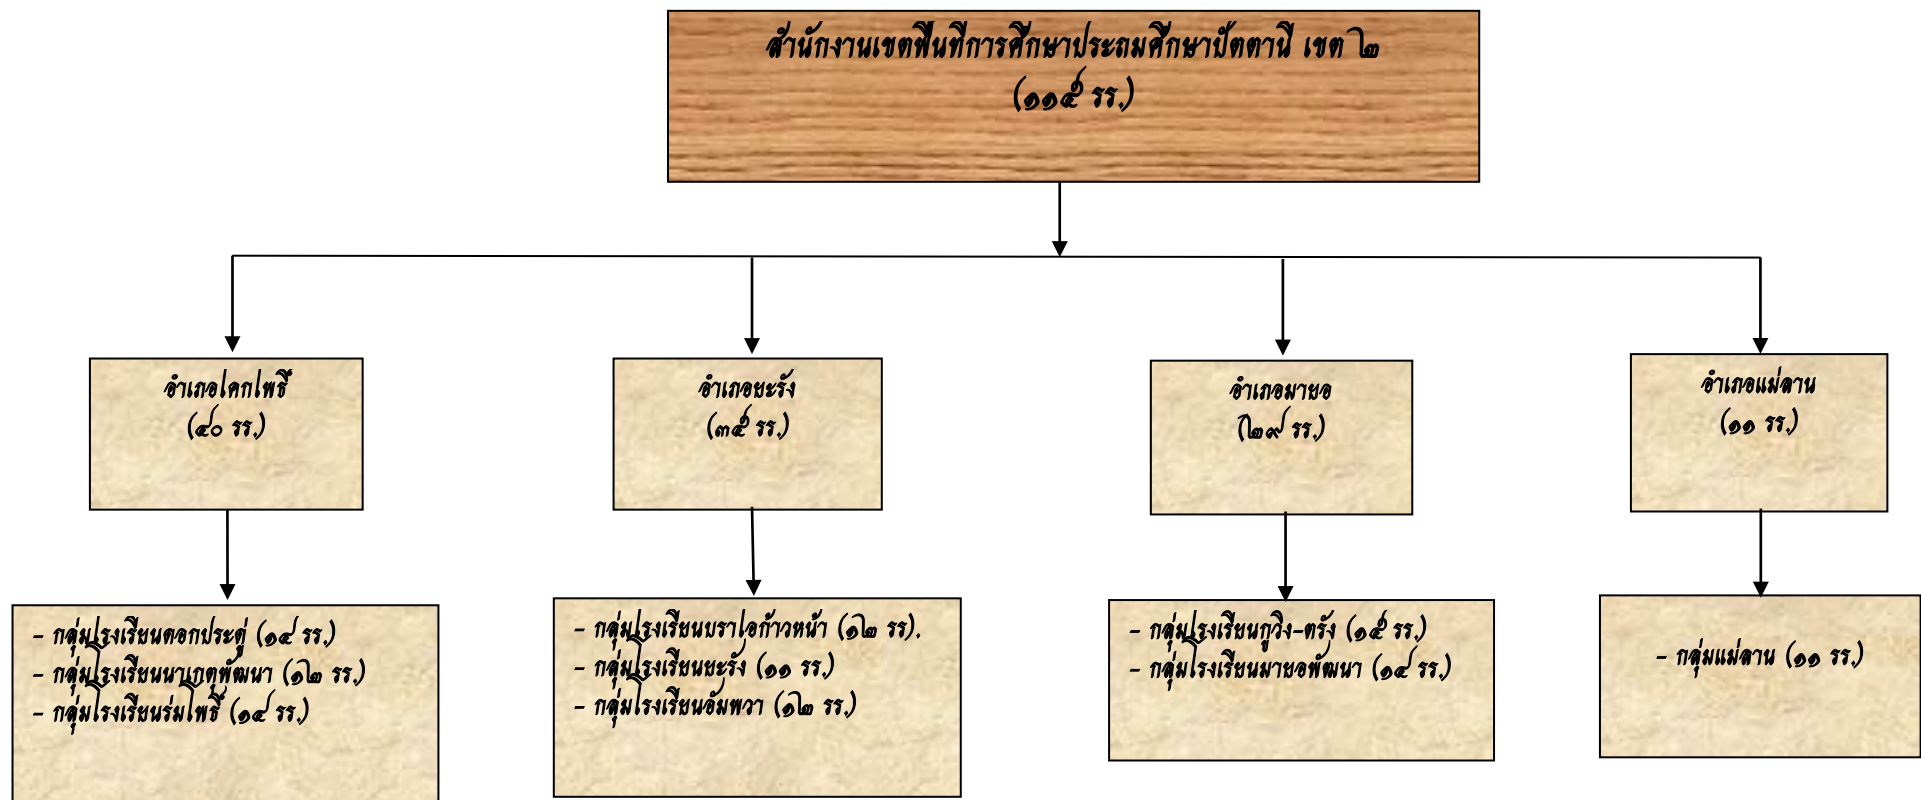 สำนักงานเขตพื้นที่การศึกษาประถมศึกษาปัตตานี เขต ๒
(๑๑๕ รร.)
อำเภอโคกโพธิ์
(๔๐ รร.)
อำเภอยะรัง
(๓๕ รร.)
อำเภอมายอ
(๒๙ รร.)
อำเภอแม่ลาน
(๑๑ รร.)
- กลุ่มโรงเรียนดอกประดู่ (๑๔ รร.)
- กลุ่มโรงเรียนนาเกตุพัฒนา (๑๒ รร.)
- กลุ่มโรงเรียนร่มโพธิ์ (๑๔ รร.)
- กลุ่มโรงเรียนบราโอก้าวหน้า (๑๒ รร).
- กลุ่มโรงเรียนยะรัง (๑๑ รร.)
- กลุ่มโรงเรียนอัมพวา (๑๒ รร.)
- กลุ่มโรงเรียนกูวิง-ตรัง (๑๕ รร.)
- กลุ่มโรงเรียนมายอพัฒนา (๑๔ รร.)
- กลุ่มแม่ลาน (๑๑ รร.)